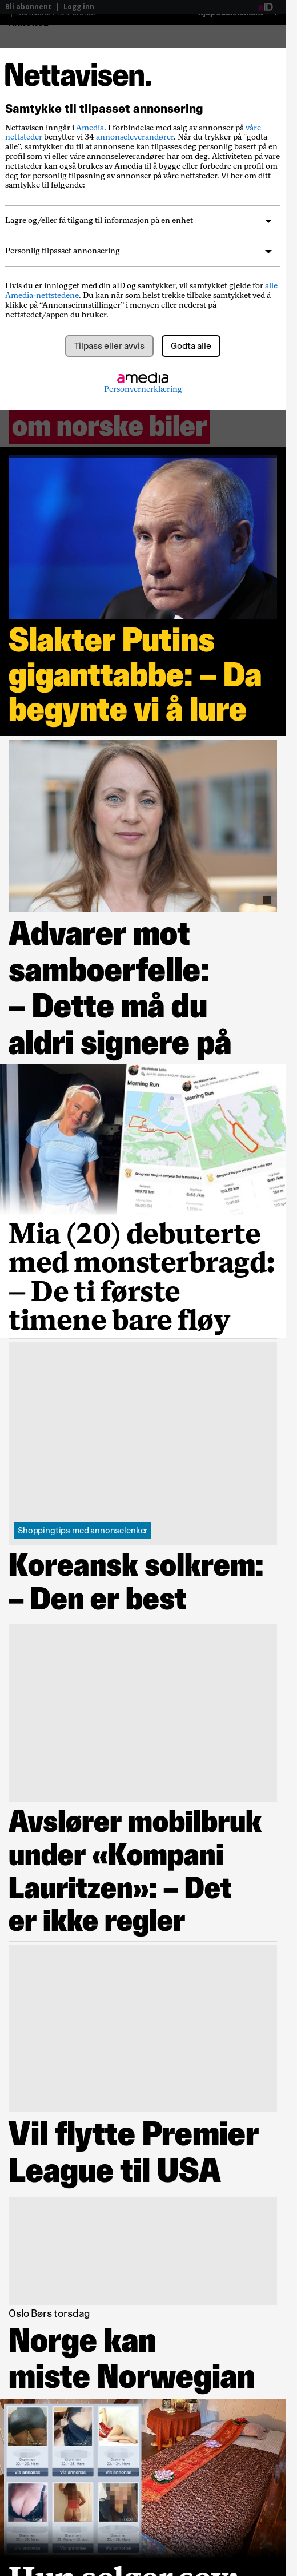 Bli abonnent | Logg inn
aID
Nettavisen.
Samtykke til tilpasset annonsering
Nettavisen inngår i Amedia. I forbindelse med salg av annonser på våre
nettsteder benytter vi 34 annonseleverandører. Når du trykker på "godta
alle", samtykker du til at annonser kan tilpasses deg personlig basert på en
profil som vi eller våre annonseleverandører har om deg. Aktiviteten på våre
nettsteder kan også brukes av Amedia til å bygge eller forbedre en profil om
deg for personlig tilpasning av annonser på våre nettsteder. Vi ber om ditt
samtykke til følgende:
Lagre og/eller få tilgang til informasjon på en enhet
Personlig tilpasset annonsering
Hvis du er innlogget med din aID og samtykker, vil samtykket gjelde for alle
Amedia-nettstedene. Du kan når som helst trekke tilbake samtykket ved å
klikke på “Annonseinnstillinger” i menyen eller nederst på
nettstedet/appen du bruker.
Tilpass eller avvis
Godta alle
amedia
Personvernerklæring
om norske biler
Slakter Putins
giganttabbe: – Da
begynte vi å lure
Advarer mot
samboerfelle:
– Dette må du
aldri signere på
Morning Run
Morning Run
Mia (20) debuterte
med monsterbragd:
– De ti første
timene bare fløy
Shoppingtips med annonselenker
Koreansk solkrem:
– Den er best
Avslører mobilbruk
under «Kompani
Lauritzen»: – Det
er ikke regler
Vil flytte Premier
League til USA
Oslo Børs torsdag
Norge kan
miste Norwegian
Vis annonse
Vis annonse
Vis annonse
Hun selger sex: